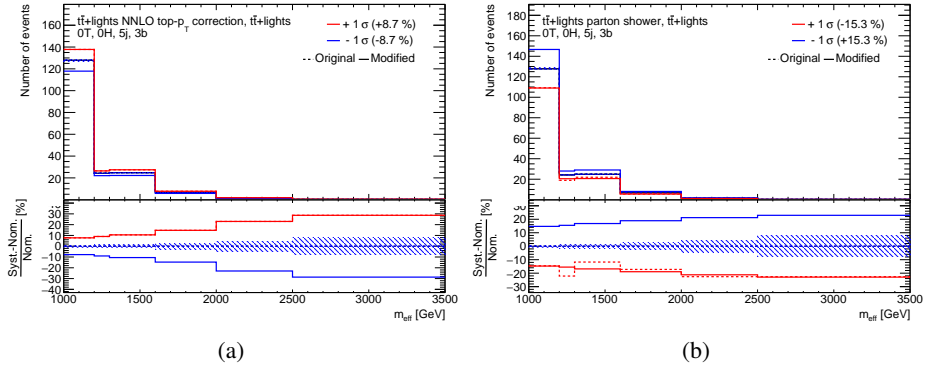 tt̄+lights NNLO top-p_T correction, tt̄+lights
0T, 0H, 5j, 3b
+ 1 σ (+8.7 %)
- 1 σ (-8.7 %)
Original Modified
Number of events
160
140
120
100
80
60
40
20
Syst.-Nom.
Nom.
[%]
30
20
10
0
−10
−20
−30
−40
1000 1500 2000 2500 3000 3500
m_eff [GeV]
(a)
tt̄+lights parton shower, tt̄+lights
0T, 0H, 5j, 3b
+ 1 σ (-15.3 %)
- 1 σ (+15.3 %)
Original Modified
Number of events
180
160
140
120
100
80
60
40
20
Syst.-Nom.
Nom.
[%]
30
20
10
0
−10
−20
−30
1000 1500 2000 2500 3000 3500
m_eff [GeV]
(b)